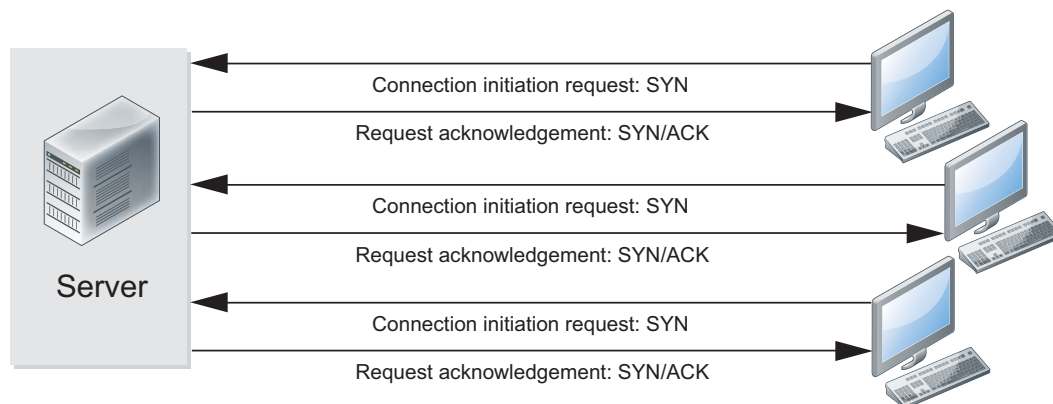 Connection initiation request: SYN
Request acknowledgement: SYN/ACK
Connection initiation request: SYN
Request acknowledgement: SYN/ACK
Server
Connection initiation request: SYN
Request acknowledgement: SYN/ACK